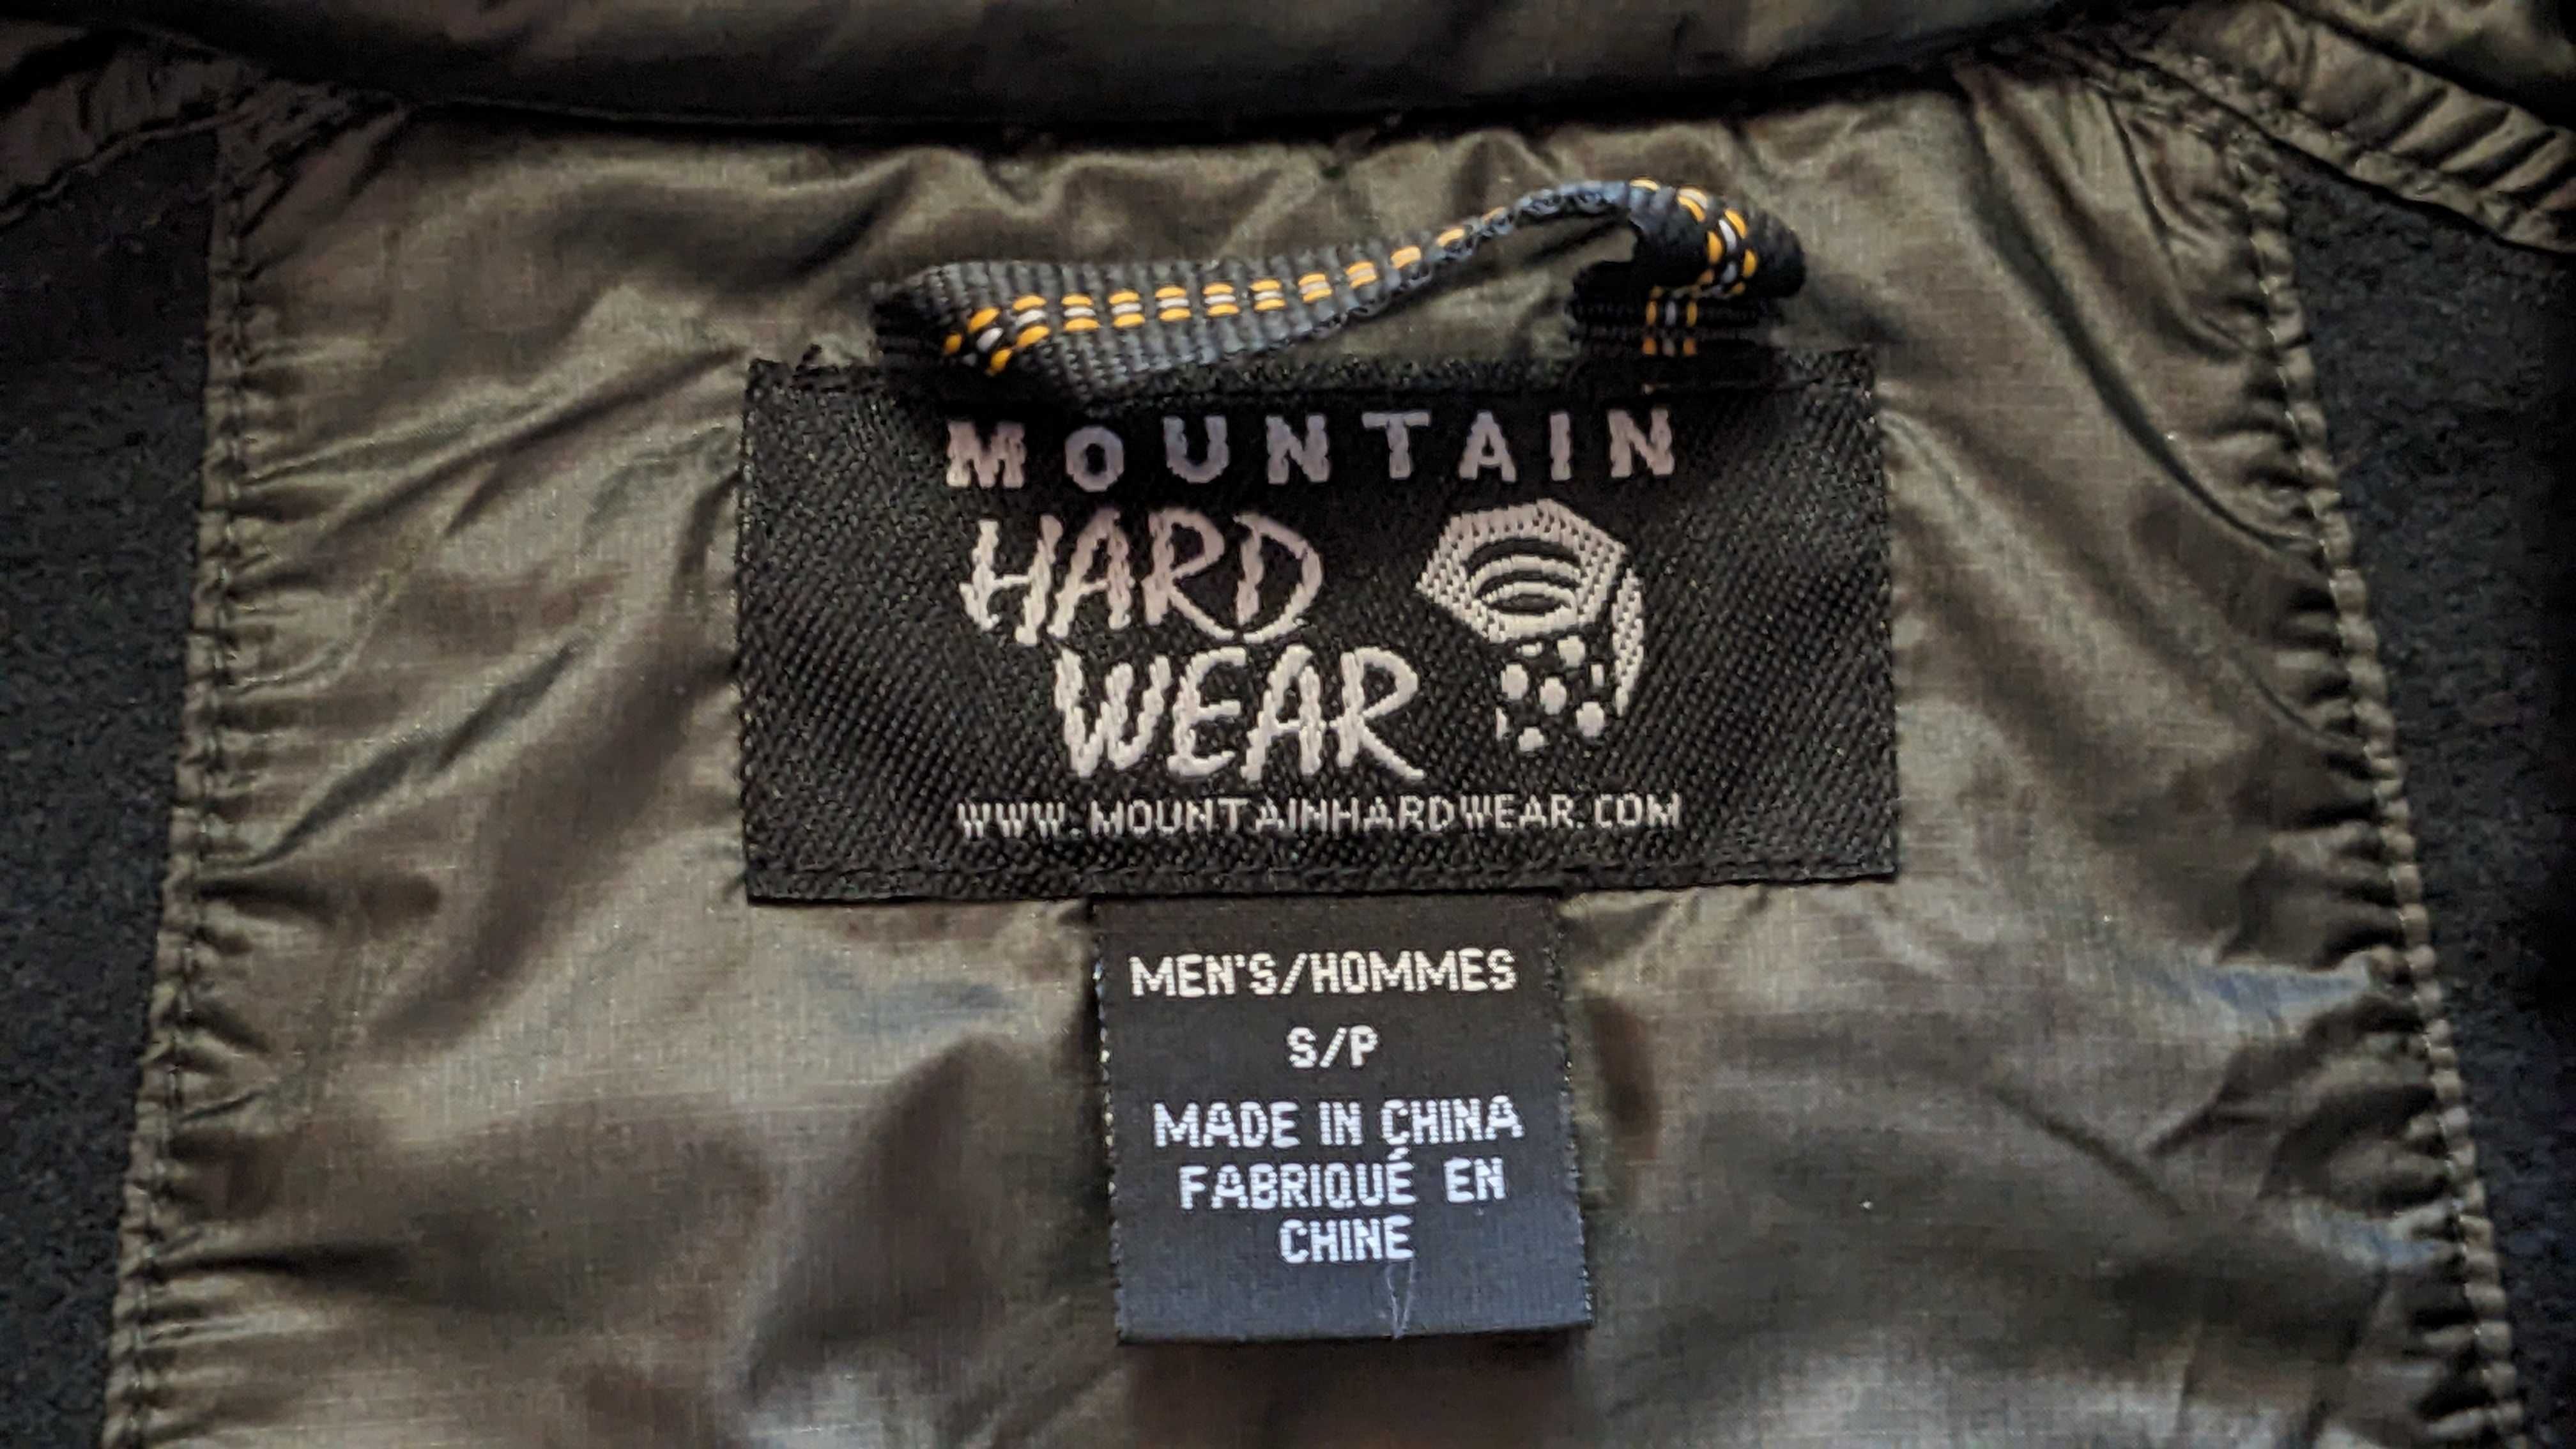 MOUNTAIN
HARD
WEAR
WWW.MOUNTAINHARDWEAR.COM
MEN'S/HOMMES
S/P
MADE IN CHINA
FABRIQUÉ EN
CHINE